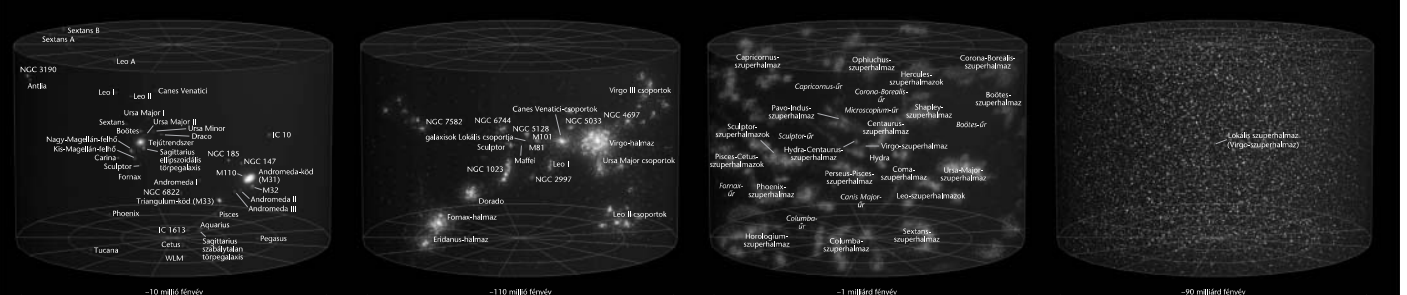 Sextans B
Sextans A
Leo A
NGC 3190
Antlia
Leo I
Leo II
Canes Venatici
Ursa Major I
Sextans
Ursa Major II
Boötes
Ursa Minor
Draco
IC 10
Nagy-Magellán-felhő
Tejútrendszer
Kis-Magellán-felhő
Sagittarius
ellipszoidális
törpegalaxis
Carina
Sculptor
NGC 185
NGC 147
Fornax
M110
Andromeda-köd
(M31)
Andromeda I
M32
NGC 6822
Andromeda II
Triangulum-köd (M33)
Andromeda III
Phoenix
Pisces
Aquarius
IC 1613
Pegasus
Tucana
Cetus
Sagittarius
szabálytalan
törpegalaxis
WLM
~10 millió fényév
Virgo III csoportok
Canes Venatici-csoportok
NGC 7582
NGC 6744
NGC 5033
NGC 4697
NGC 5128
galaxisok Lokális csoportja
M101
Sculptor
M81
Virgo-halmaz
Maffei
Leo I
Ursa Major csoportok
NGC 1023
NGC 2997
Dorado
Fornax-halmaz
Leo II csoportok
Eridanus-halmaz
~110 millió fényév
Capricornus-
szuperhalmaz
Ophiuchus-
szuperhalmaz
Corona-Borealis-
szuperhalmaz
Hercules-
szuperhalmazok
Capricornus-űr
Corona-Borealis-
űr
Boötes-
szuperhalmaz
Pavo-Indus-
szuperhalmaz
Microscopium-űr
Shapley-
szuperhalmaz
Sculptor-
szuperhalmazok
Sculptor-űr
Centaurus-
szuperhalmaz
Boötes-űr
Hydra-Centaurus-
szuperhalmaz
Virgo-szuperhalmaz
Pisces-Cetus-
szuperhalmazok
Hydra
Perseus-Pisces-
szuperhalmaz
Coma-
szuperhalmaz
Ursa-Major-
szuperhalmaz
Fornax-
űr
Phoenix-
szuperhalmaz
Canis Major-
űr
Leo-szuperhalmazok
Columba-
űr
Horologium-
szuperhalmaz
Columba-
szuperhalmaz
Sextans-
szuperhalmaz
~1 milliárd fényév
Lokális szuperhalmaz
(Virgo-szuperhalmaz)
~90 milliárd fényév